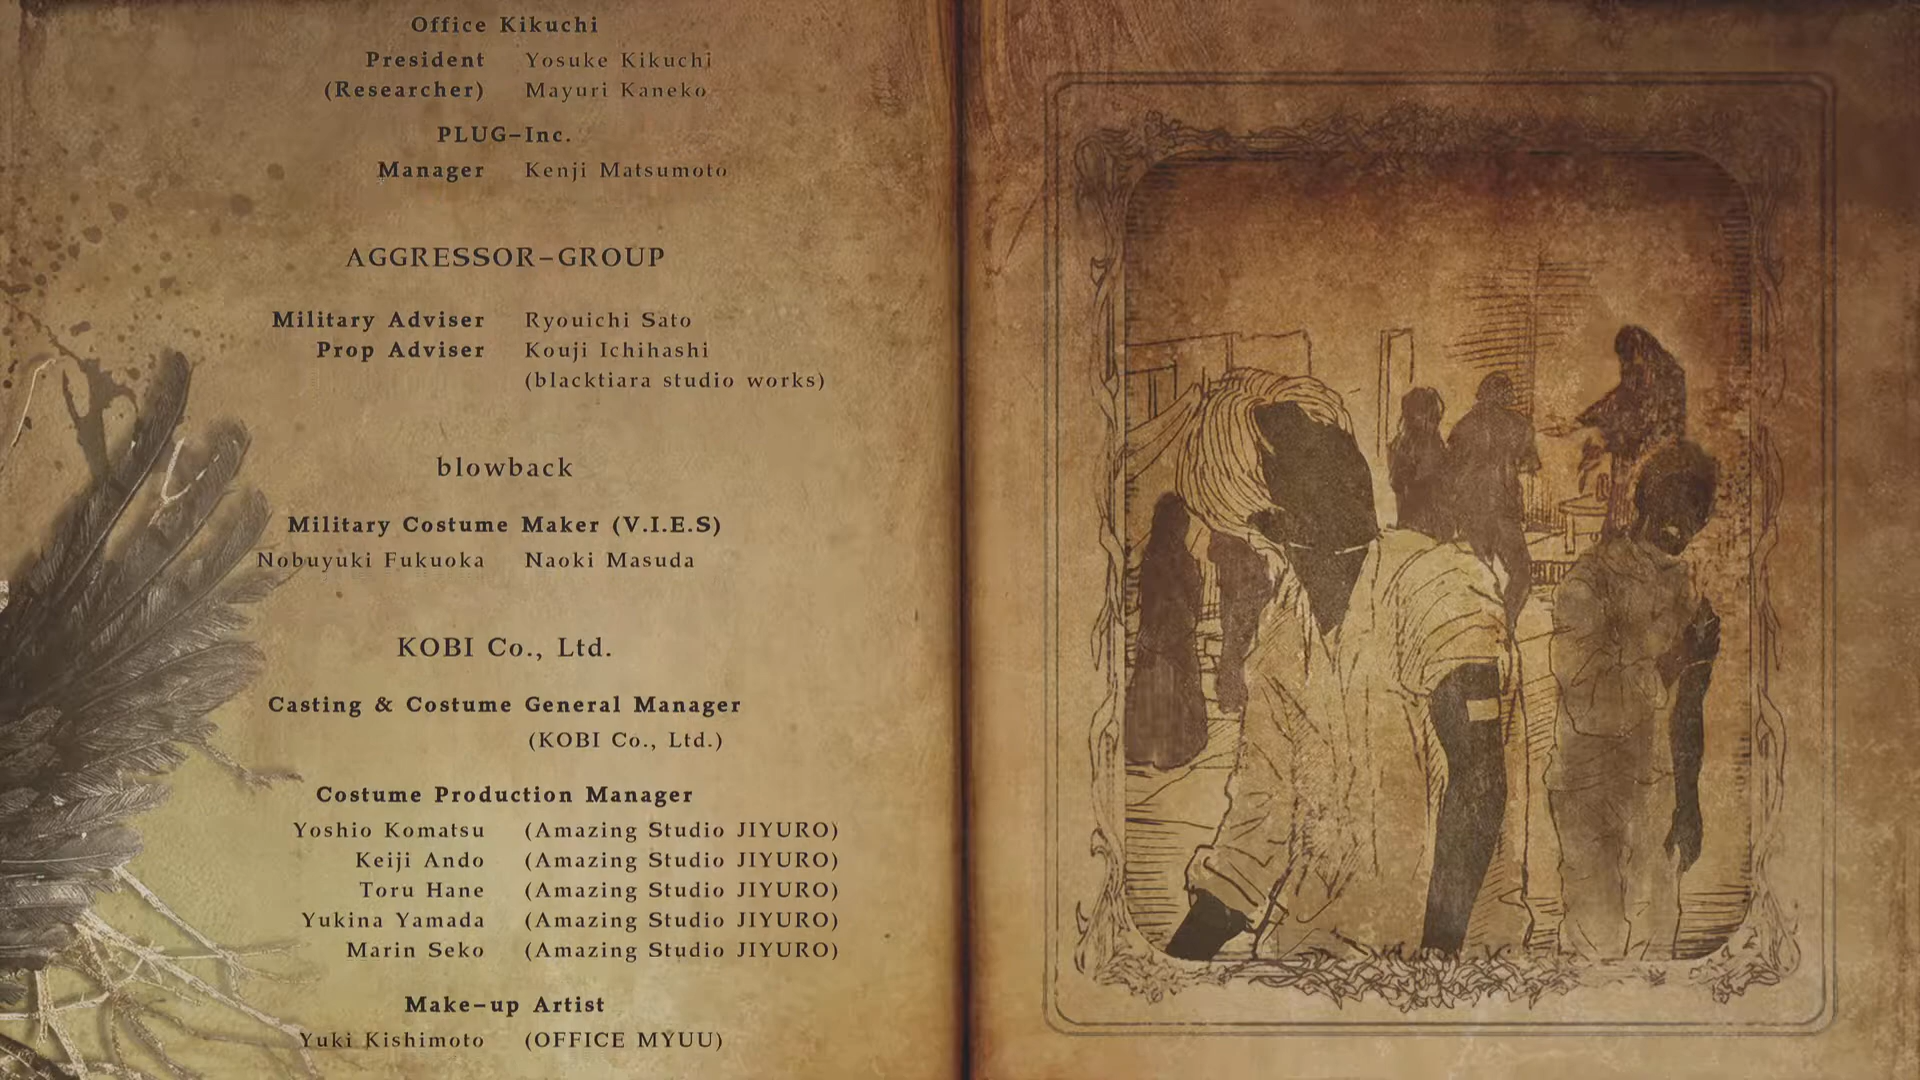 Office Kikuchi
President Yosuke Kikuchi
(Researcher) Mayuri Kaneko
PLUG-Inc.
Manager Kenji Matsumoto
AGGRESSOR-GROUP
Military Adviser Ryouichi Sato
Prop Adviser Kouji Ichihashi
(blacktiara studio works)
blowback
Military Costume Maker (V.I.E.S)
Nobuyuki Fukuoka Naoki Masuda
KOBI Co., Ltd.
Casting & Costume General Manager
(KOBI Co., Ltd.)
Costume Production Manager
Yoshio Komatsu (Amazing Studio JIYURO)
Keiji Ando (Amazing Studio JIYURO)
Toru Hane (Amazing Studio JIYURO)
Yukina Yamada (Amazing Studio JIYURO)
Marin Seko (Amazing Studio JIYURO)
Make-up Artist
Yuki Kishimoto (OFFICE MYUU)